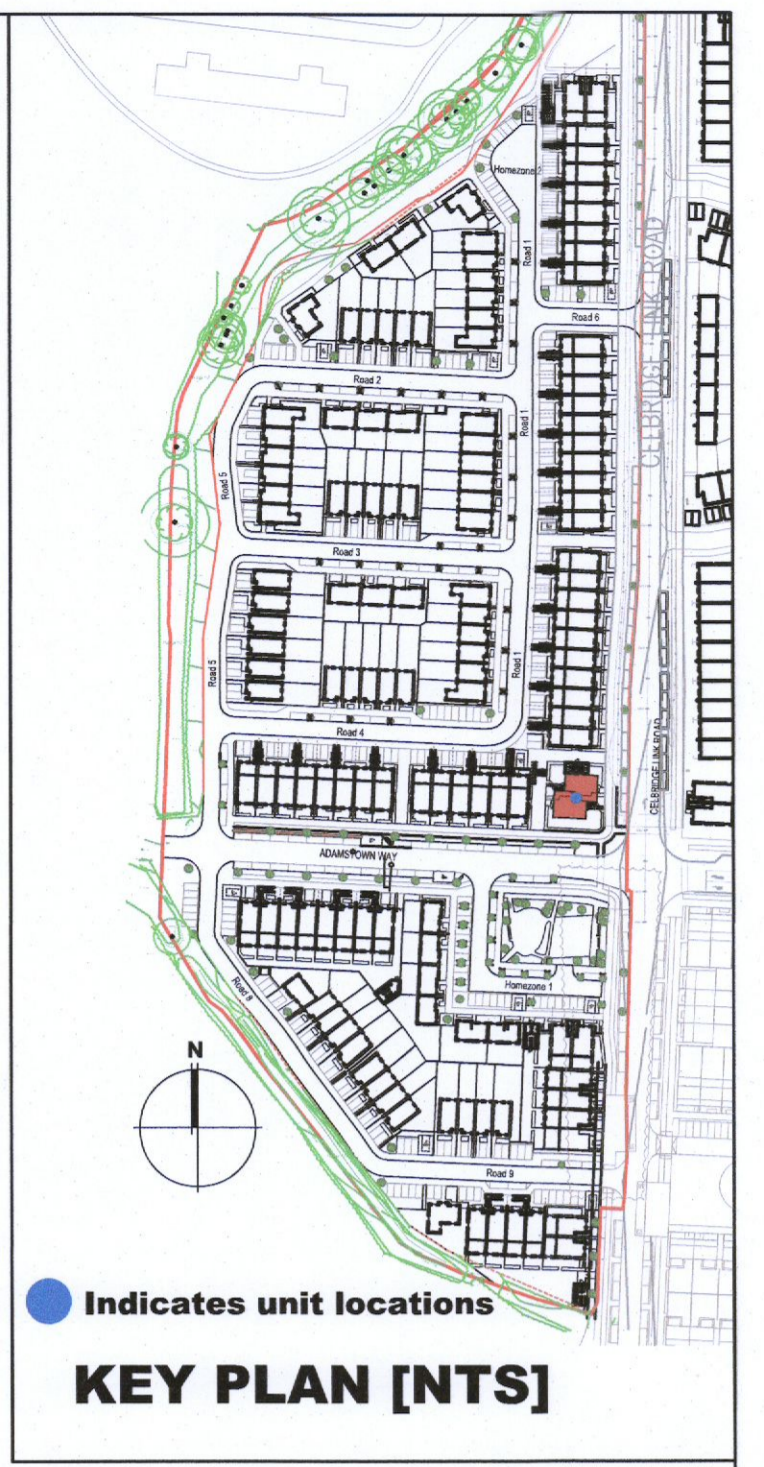 Homezone 2
Road 1
CELBRIDGE LINK ROAD
Road 6
Road 2
Road 1
Road 5
Road 3
Road 5
Road 1
Road 4
CELBRIDGE LINK ROAD
ADAMSTOWN WAY
Homezone 1
Road 8
N
Road 9
Indicates unit locations
KEY PLAN [NTS]